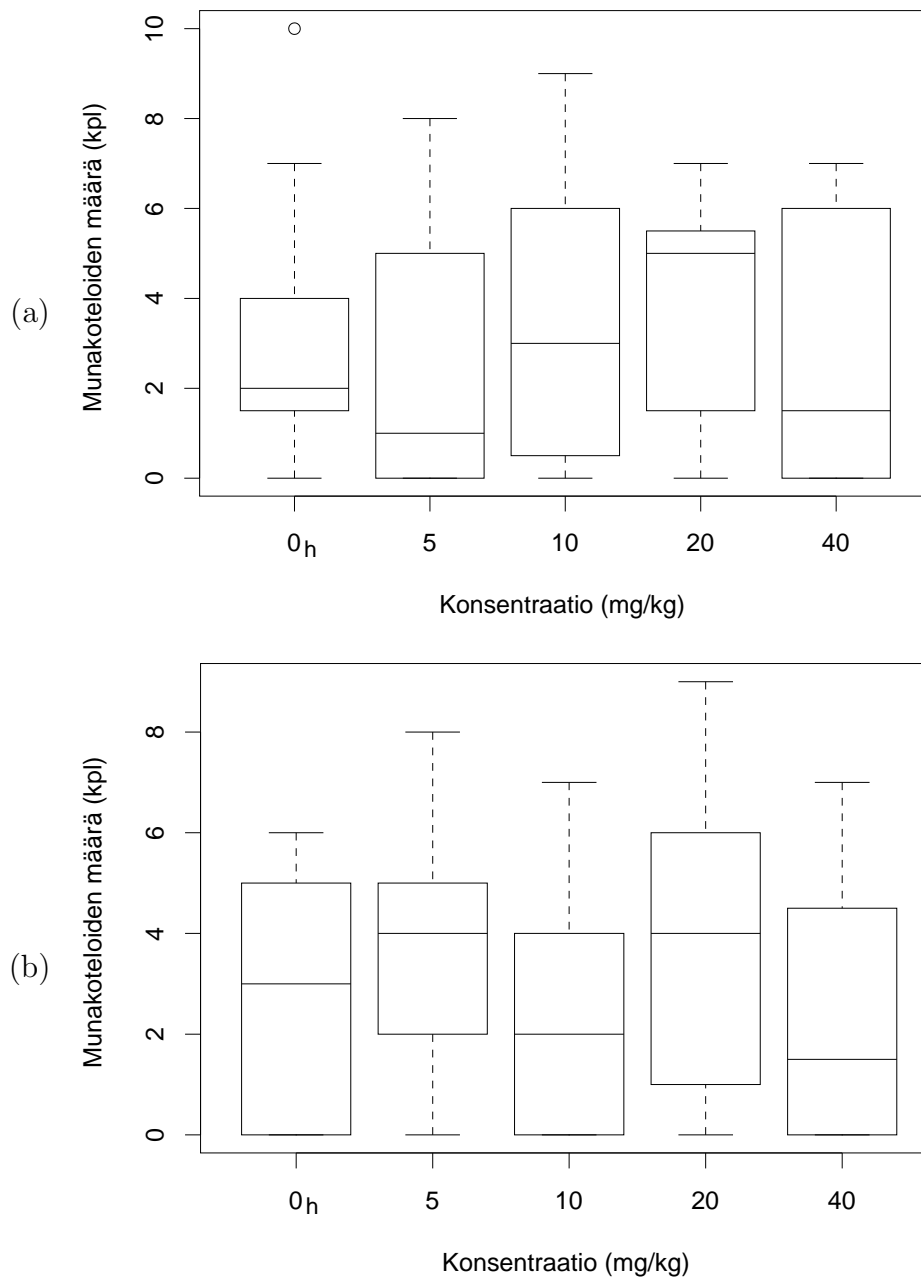 (a)
Munakoteloiden määrä (kpl)
10
8
6
4
2
0
0h 5 10 20 40
Konsentraatio (mg/kg)
(b)
Munakoteloiden määrä (kpl)
8
6
4
2
0
0h 5 10 20 40
Konsentraatio (mg/kg)